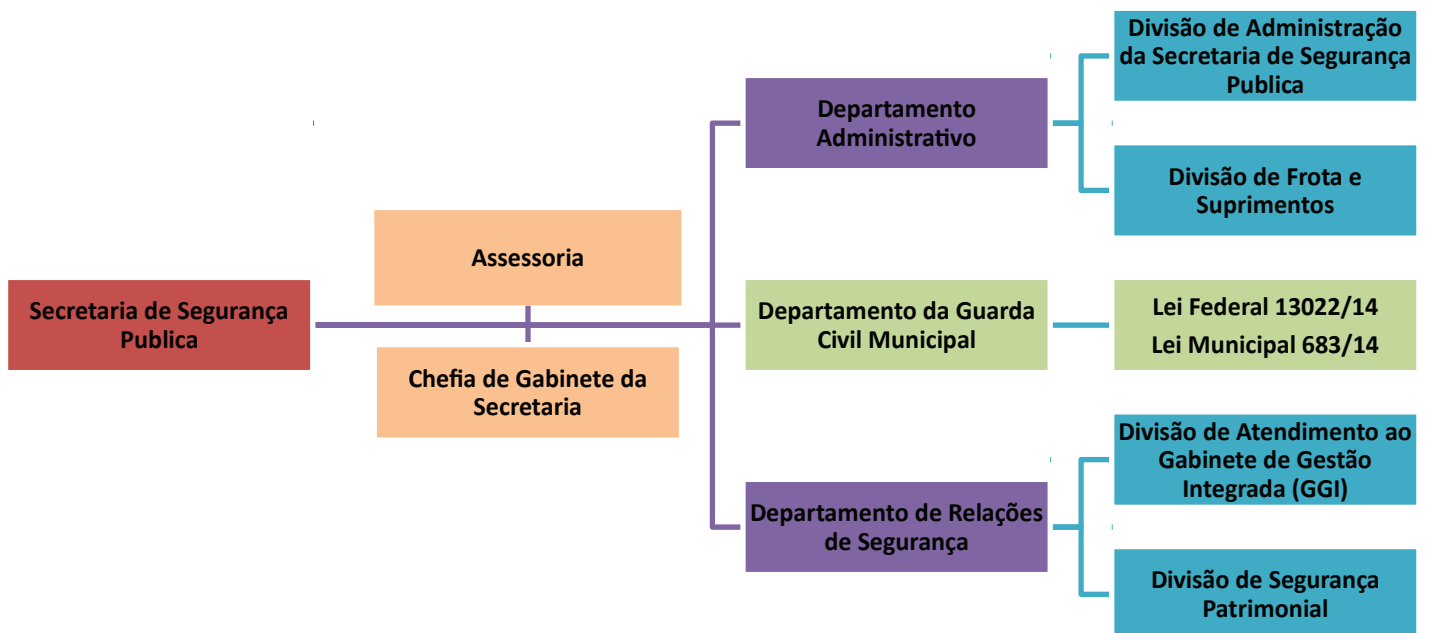 Secretaria de Segurança
Publica
Assessoria
Chefia de Gabinete da
Secretaria
Departamento
Administrativo
Divisão de Administração
da Secretaria de Segurança
Publica
Divisão de Frota e
Suprimentos
Departamento da Guarda
Civil Municipal
Lei Federal 13022/14
Lei Municipal 683/14
Departamento de Relações
de Segurança
Divisão de Atendimento ao
Gabinete de Gestão
Integrada (GGI)
Divisão de Segurança
Patrimonial